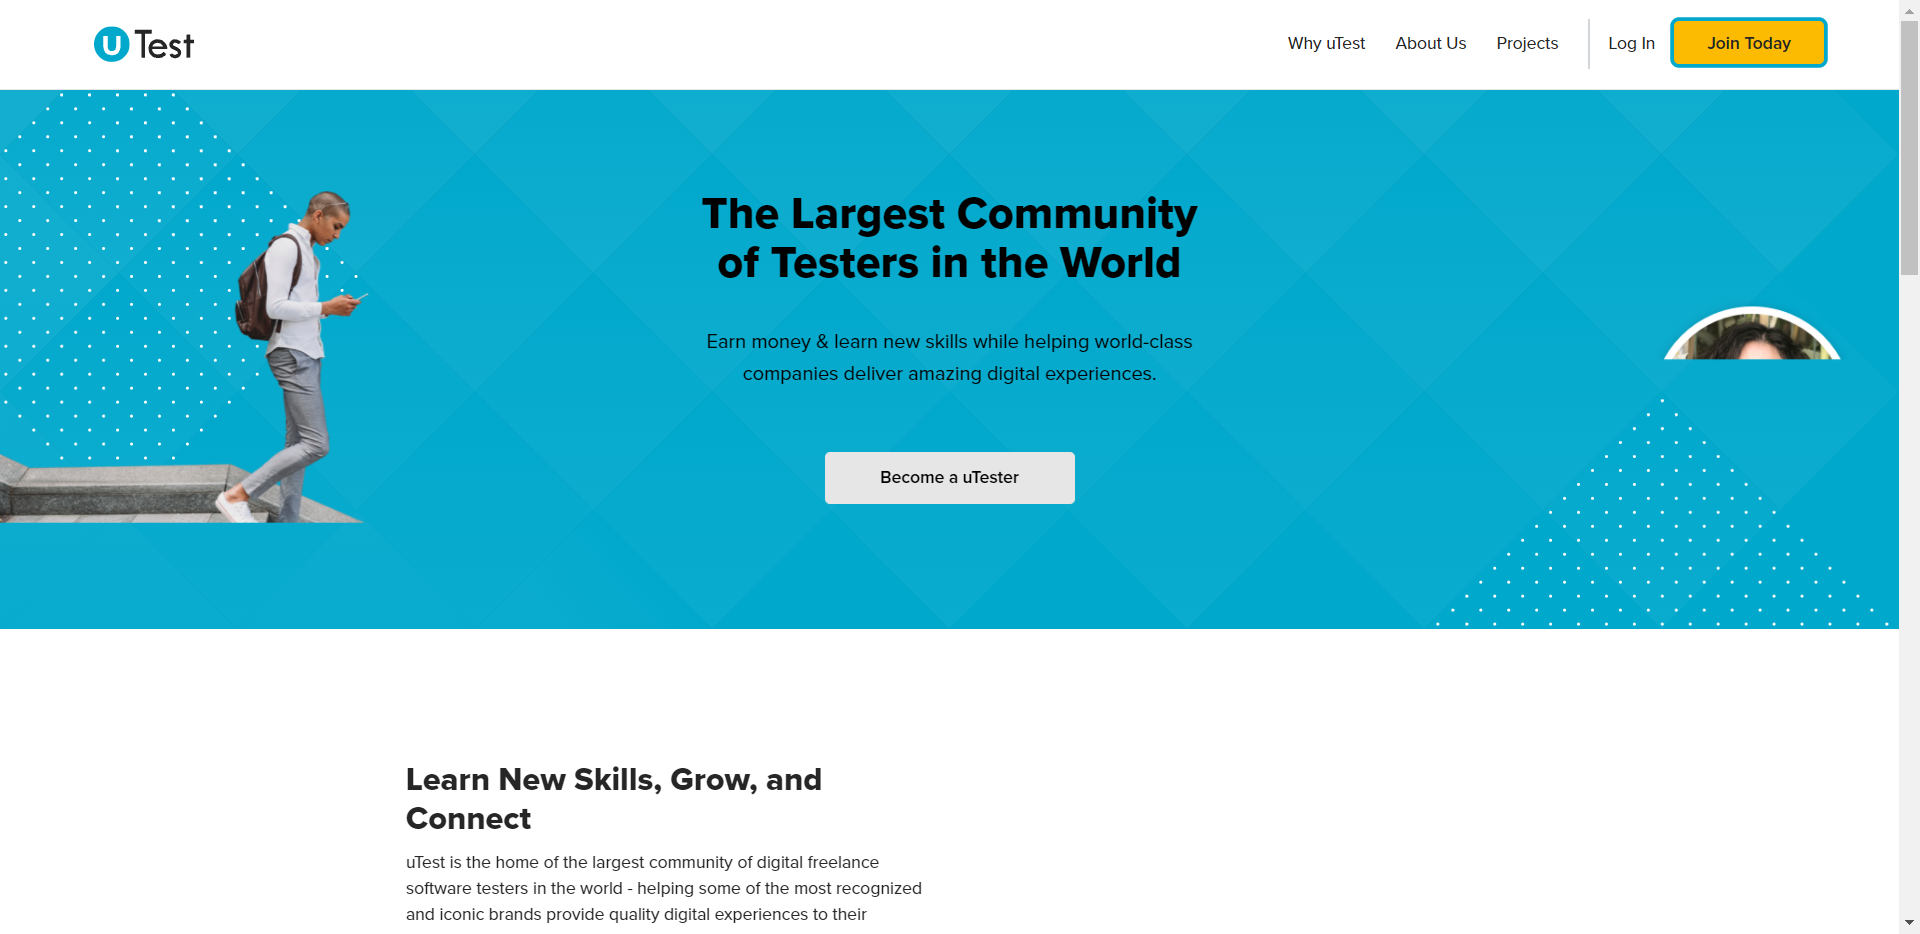 u Test
Why uTest
About Us
Projects
Log In
Join Today
The Largest Community
of Testers in the World
Earn money & learn new skills while helping world-class
companies deliver amazing digital experiences.
Become a uTester
Learn New Skills, Grow, and
Connect
uTest is the home of the largest community of digital freelance
software testers in the world - helping some of the most recognized
and iconic brands provide quality digital experiences to their